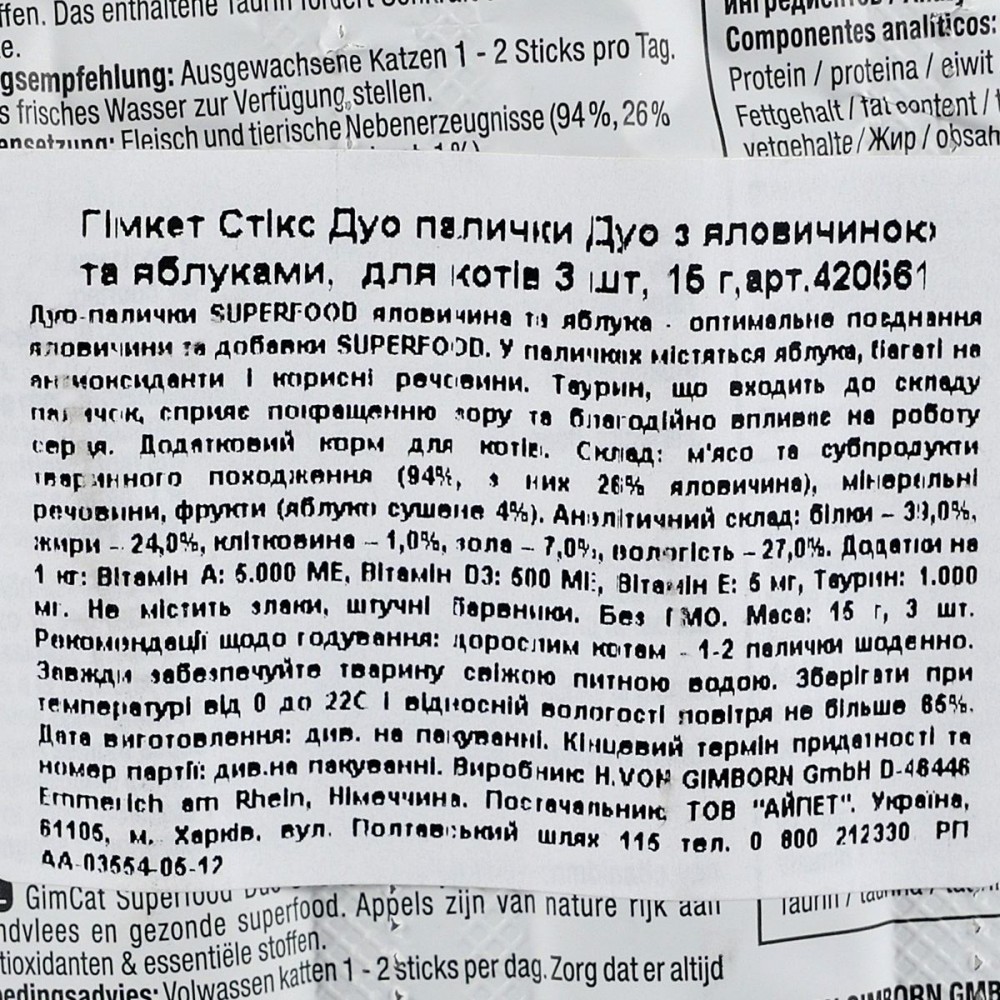 Das enthaltene Taurin fördert
gsempfehlung: Ausgewachsene Katzen 1 - 2 Sticks pro Tag.
s frisches Wasser zur Verfügung stellen.
ensetzung: Fleisch und tierische Nebenerzeugnisse (94%, 26%
Componentes analíticos:
Protein / proteína / eiwit
Fettgehalt / fat content /
vetgehalte / Жир / obsah
Гімкет Стікс Дуо палички Дуо з яловичиною
та яблуками, для котів 3 шт, 15 г,арт.420561
Дуо-палички SUPERFOOD яловичина та яблука - оптимальне поєднання
яловичини та добавки SUPERFOOD. У паличках містяться яблука, багаті на
антиоксиданти і корисні речовини. Таурин, що входить до складу
паличок, сприяє покращенню зору та благодійно впливає на роботу
серця. Додатковий корм для котів. Склад: м'ясо та субпродукти
тваринного походження (94%, з них 26% яловичина), мінеральні
речовини, фрукти (яблуко сушене 4%). Аналітичний склад: білки – 39,0%,
жири – 24,0%, клітковина – 1,0%, зола – 7,0%, вологість – 27,0%. Додатки на
1 кг: Вітамін А: 5.000 МЕ, Вітамін D3: 500 МЕ, Вітамін Е: 5 мг, Таурин: 1.000
мг. Не містить злаки, штучні барвники. Без ГМО. Маса: 15 г, 3 шт.
Рекомендації щодо годування: дорослим котам - 1-2 палички щоденно.
Завжди забезпечуйте тварину свіжою питною водою. Зберігати при
температурі від 0 до 22С і відносній вологості повітря не більше 65%.
Дата виготовлення: див. на пакуванні. Кінцевий термін придатності та
номер партії: див.на пакуванні. Виробник: H.VON GIMBORN GmbH D-46446
Emmerich am Rhein, Німеччина. Постачальник ТОВ "АЙПЕТ". Україна,
61105, м. Харків, вул. Полтавський шлях 115 тел. 0 800 212330 РП
АА-03554-05-12
GimCat Superfood Duo
ndvlees en gezonde superfood. Appels zijn van nature rijk aan
tioxidanten & essentiële stoffen.
edingsadvies: Volwassen katten 1 - 2 sticks per dag. Zorg dat er altijd
Taurin /
GIMBORN GMB